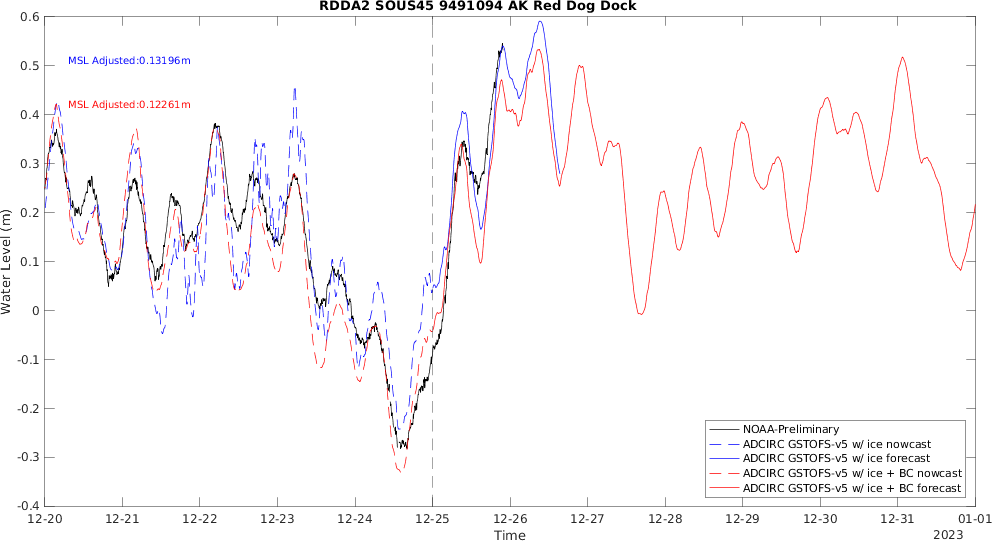 RDDA2 SOUS45 9491094 AK Red Dog Dock
0.6
0.5
0.4
0.3
0.2
0.1
0
-0.1
-0.2
-0.3
-0.4
Water Level (m)
MSL Adjusted:0.13196m
MSL Adjusted:0.12261m
NOAA-Preliminary
ADCIRC GSTOFS-v5 w/ ice nowcast
ADCIRC GSTOFS-v5 w/ ice forecast
ADCIRC GSTOFS-v5 w/ ice + BC nowcast
ADCIRC GSTOFS-v5 w/ ice + BC forecast
12-20 12-21 12-22 12-23 12-24 12-25 12-26 12-27 12-28 12-29 12-30 12-31 01-01
Time
2023